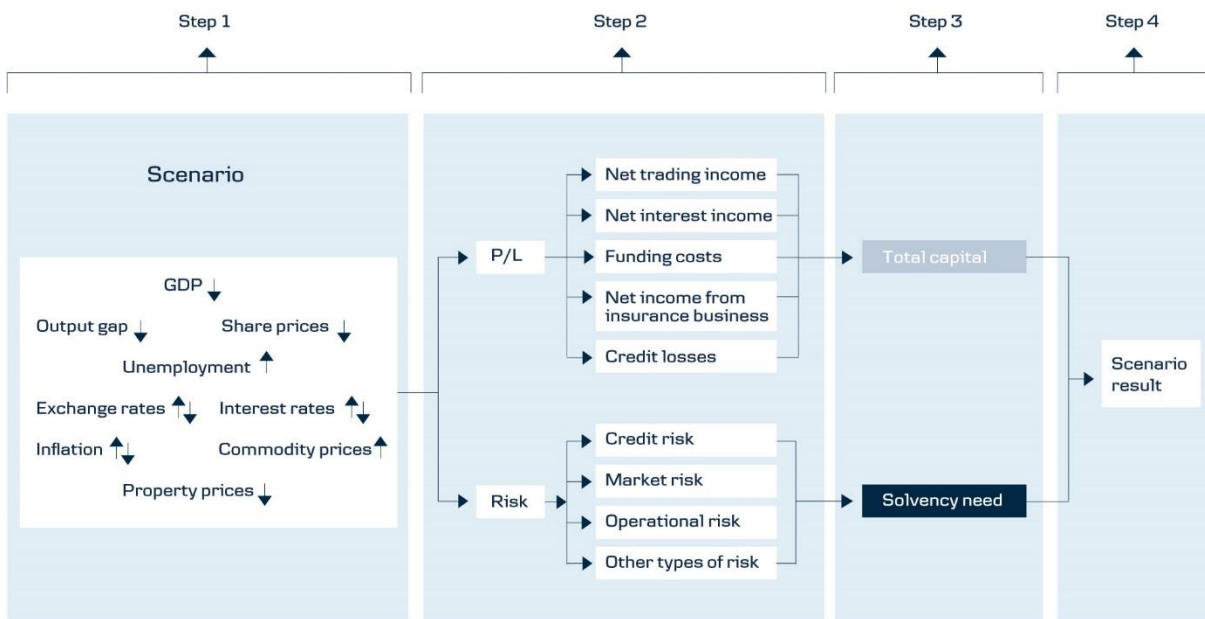 Step 1
Step 2
Step 3
Step 4
Scenario
GDP
Output gap
Share prices
Unemployment
Exchange rates
Interest rates
Inflation
Commodity prices
Property prices
P/L
Net trading income
Net interest income
Funding costs
Net income from
insurance business
Credit losses
Risk
Credit risk
Market risk
Operational risk
Other types of risk
Total capital
Solvency need
Scenario
result